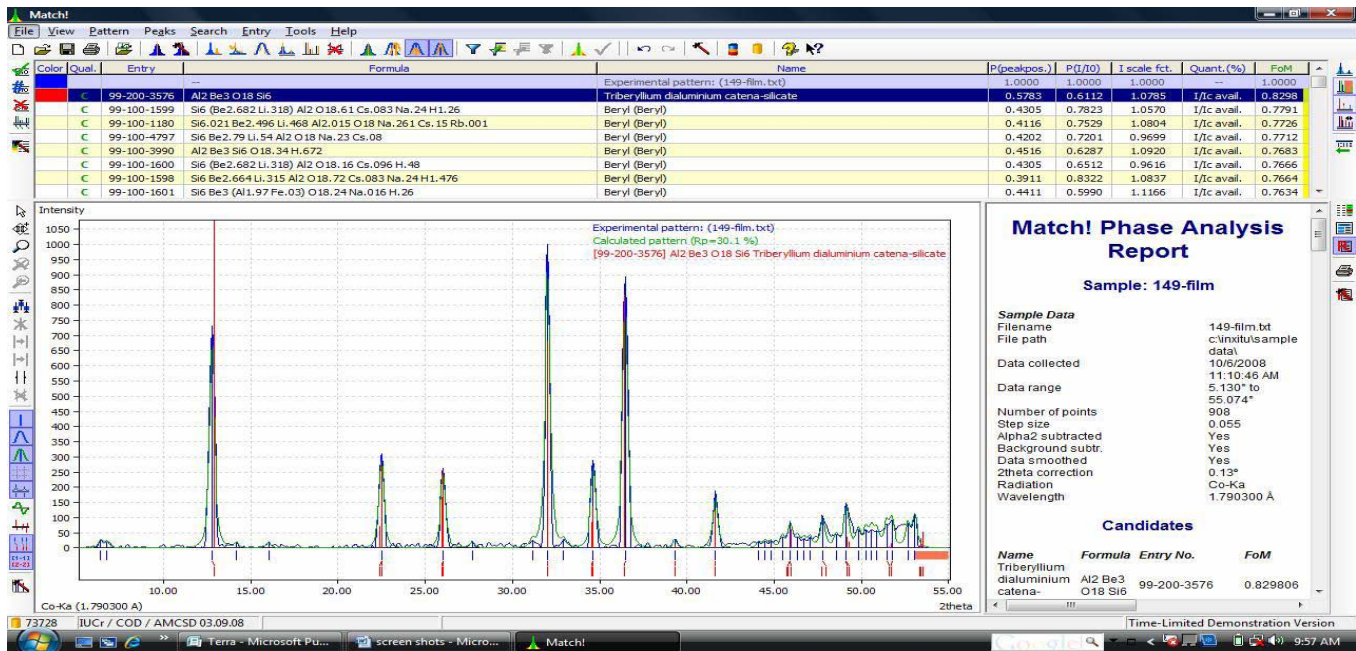 Match!
File View Pattern Peaks Search Entry Tools Help
Color Qual. Entry Formula Name P(peakpos.) P(I/I0) I scale fct. Quant.(%) FoM
-- Experimental pattern: (149-film.txt) 1.0000 1.0000 1.0000 -- 1.0000
C 99-200-3576 Al2 Be3 O18 Si6 Triberyllium dialuminium catena-silicate 0.5783 0.6112 1.0785 I/Ic avail. 0.8298
C 99-100-1599 Si6 (Be2.682 Li.318) Al2 O18.61 Cs.083 Na.24 H1.26 Beryl (Beryl) 0.4305 0.7823 1.0570 I/Ic avail. 0.7791
C 99-100-1180 Si6.021 Be2.496 Li.468 Al2.015 O18 Na.261 Cs.15 Rb.001 Beryl (Beryl) 0.4116 0.7529 1.0804 I/Ic avail. 0.7726
C 99-100-4797 Si6 Be2.79 Li.54 Al2 O18 Na.23 Cs.08 Beryl (Beryl) 0.4202 0.7201 0.9699 I/Ic avail. 0.7712
C 99-100-3990 Al2 Be3 Si6 O18.34 H.672 Beryl (Beryl) 0.4516 0.6287 1.0920 I/Ic avail. 0.7683
C 99-100-1600 Si6 (Be2.682 Li.318) Al2 O18.16 Cs.096 H.48 Beryl (Beryl) 0.4305 0.6512 0.9616 I/Ic avail. 0.7666
C 99-100-1598 Si6 Be2.664 Li.315 Al2 O18.72 Cs.083 Na.24 H1.476 Beryl (Beryl) 0.3911 0.8322 1.0837 I/Ic avail. 0.7664
C 99-100-1601 Si6 Be3 (Al1.97 Fe.03) O18.24 Na.016 H.26 Beryl (Beryl) 0.4411 0.5990 1.1166 I/Ic avail. 0.7634
Intensity
Experimental pattern: (149-film.txt)
Calculated pattern (Rp=30.1 %)
[99-200-3576] Al2 Be3 O18 Si6 Triberyllium dialuminium catena-silicate
1050
1000
950
900
850
800
750
700
650
600
550
500
450
400
350
300
250
200
150
100
50
0
10.00 15.00 20.00 25.00 30.00 35.00 40.00 45.00 50.00 55.00
Co-Ka (1.790300 A) 2theta
Match! Phase Analysis
Report
Sample: 149-film
Sample Data
Filename 149-film.txt
File path c:\inxitu\sample
data\
Data collected 10/6/2008
11:10:46 AM
Data range 5.130° to
55.074°
Number of points 908
Step size 0.055
Alpha2 subtracted Yes
Background subtr. Yes
Data smoothed Yes
2theta correction 0.13°
Radiation Co-Ka
Wavelength 1.790300 Å
Candidates
Name Formula Entry No. FoM
Triberyllium
dialuminium Al2 Be3 99-200-3576 0.829806
catena- O18 Si6
73728 IUCr / COD / AMCSD 03.09.08 Time-Limited Demonstration Version
Terra - Microsoft Pu... screen shots - Micro... Match! Google 9:57 AM